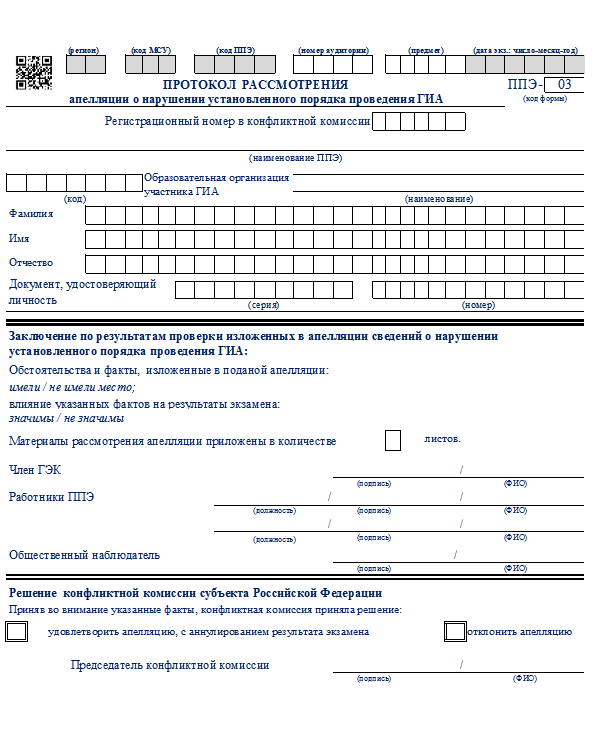 (регион) (код МСУ) (код ППЭ) (номер аудитории) (предмет) (дата экз.: число-месяц-год)
ПРОТОКОЛ РАССМОТРЕНИЯ ППЭ- 03
апелляции о нарушении установленного порядка проведения ГИА (код формы)
Регистрационный номер в конфликтной комиссии
(наименование ППЭ)
Образовательная организация
участника ГИА
(код) (наименование)
Фамилия
Имя
Отчество
Документ, удостоверяющий
личность
(серия) (номер)
Заключение по результатам проверки изложенных в апелляции сведений о нарушении
установленного порядка проведения ГИА:
Обстоятельства и факты, изложенные в поданой апелляции:
имели / не имели место;
влияние указанных фактов на результаты экзамена:
значимы / не значимы
Материалы рассмотрения апелляции приложены в количестве листов.
Член ГЭК /
(подпись) (ФИО)
Работники ППЭ / /
(должность) (подпись) (ФИО)
/ /
(должность) (подпись) (ФИО)
Общественный наблюдатель /
(подпись) (ФИО)
Решение конфликтной комиссии субъекта Российской Федерации
Приняв во внимание указанные факты, конфликтная комиссия приняла решение:
удовлетворить апелляцию, с аннулированием результата экзамена отклонить апелляцию
Председатель конфликтной комиссии /
(подпись) (ФИО)